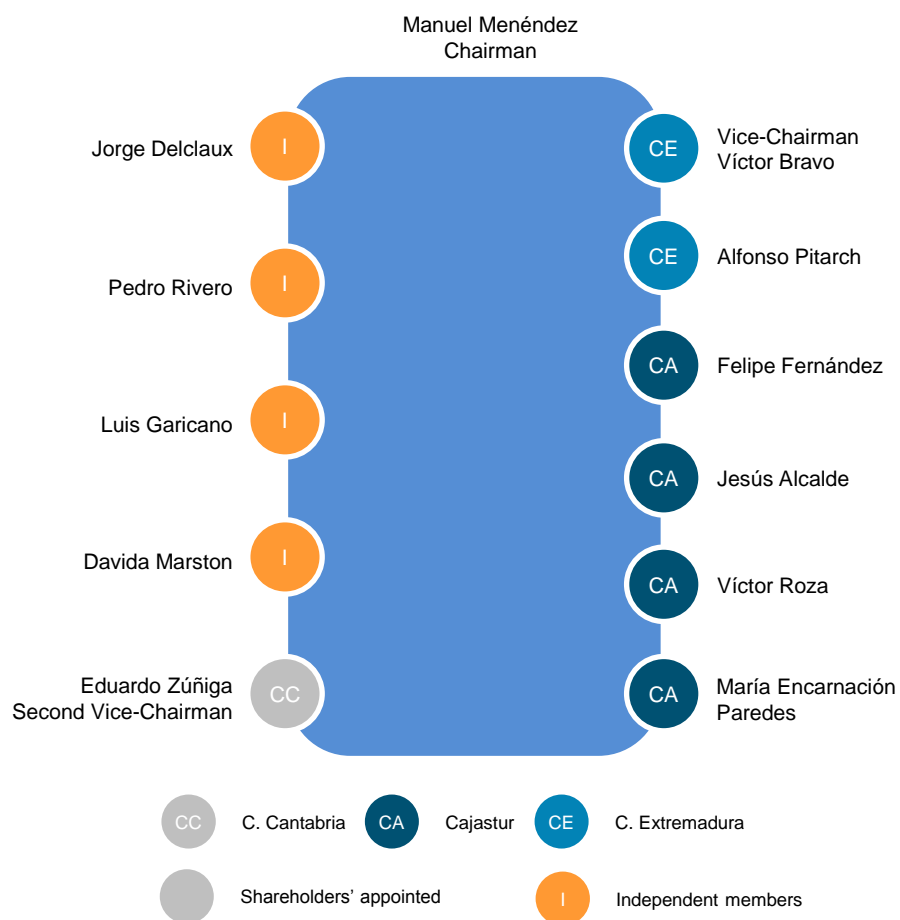 Manuel Menéndez
Chairman
Jorge Delclaux
I
CE
Vice-Chairman
Víctor Bravo
Pedro Rivero
I
CE
Alfonso Pitarch
CA
Felipe Fernández
Luis Garicano
I
CA
Jesús Alcalde
Davida Marston
I
CA
Víctor Roza
Eduardo Zúñiga
Second Vice-Chairman
CC
CA
María Encarnación
Paredes
CC
C. Cantabria
CA
Cajastur
CE
C. Extremadura
Shareholders’ appointed
I
Independent members